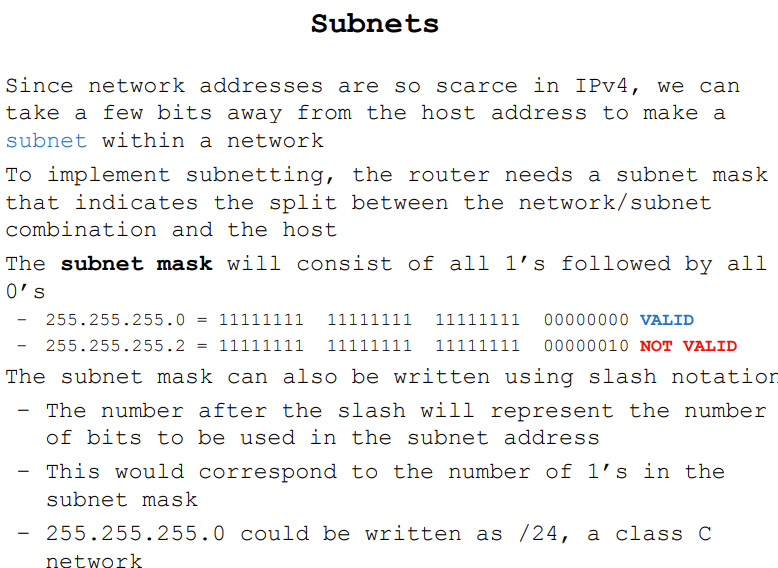 Subnets
Since network addresses are so scarce in IPv4, we can
take a few bits away from the host address to make a
subnet within a network
To implement subnetting, the router needs a subnet mask
that indicates the split between the network/subnet
combination and the host
The subnet mask will consist of all 1’s followed by all
0’s
– 255.255.255.0 = 11111111 11111111 11111111 00000000 VALID
– 255.255.255.2 = 11111111 11111111 11111111 00000010 NOT VALID
The subnet mask can also be written using slash notation
– The number after the slash will represent the number
of bits to be used in the subnet address
– This would correspond to the number of 1’s in the
subnet mask
– 255.255.255.0 could be written as /24, a class C
network